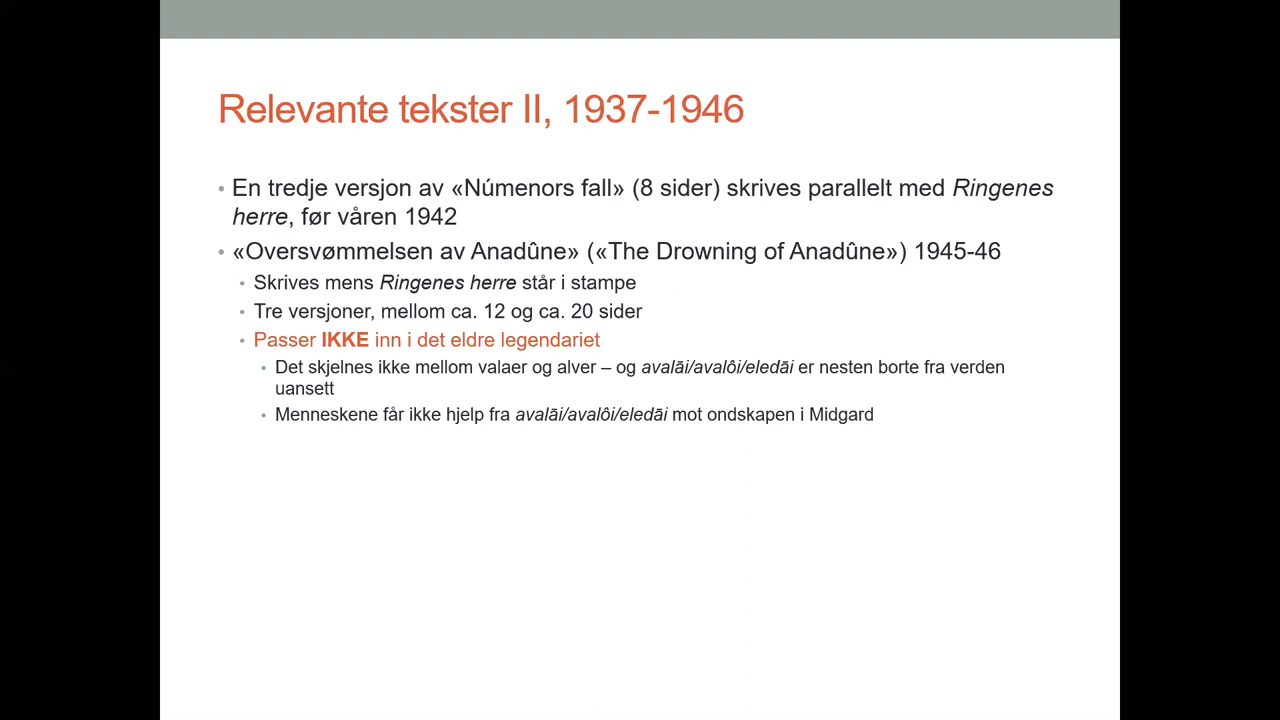 Relevante tekster II, 1937-1946
• En tredje versjon av «Númenors fall» (8 sider) skrives parallelt med Ringenes
herre, før våren 1942
• «Oversvømmelsen av Anadûne» («The Drowning of Anadûne») 1945-46
• Skrives mens Ringenes herre står i stampe
• Tre versjoner, mellom ca. 12 og ca. 20 sider
• Passer IKKE inn i det eldre legendariet
• Det skjelnes ikke mellom valaer og alver – og avalāi/avalôi/eledāi er nesten borte fra verden
uansett
• Menneskene får ikke hjelp fra avalāi/avalôi/eledāi mot ondskapen i Midgard